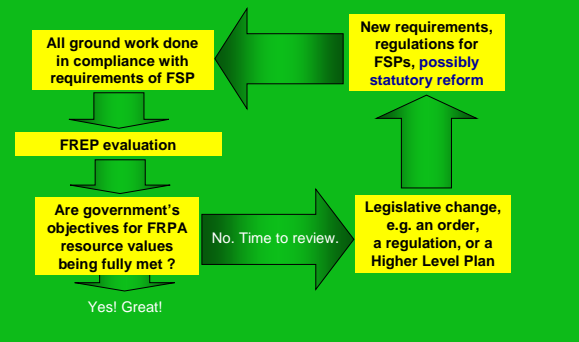 All ground work done
in compliance with
requirements of FSP
New requirements,
regulations for
FSPs, possibly
statutory reform
FREP evaluation
Are government's
objectives for FRPA
resource values
being fully met ?
No. Time to review.
Legislative change,
e.g. an order,
a regulation, or a
Higher Level Plan
Yes! Great!